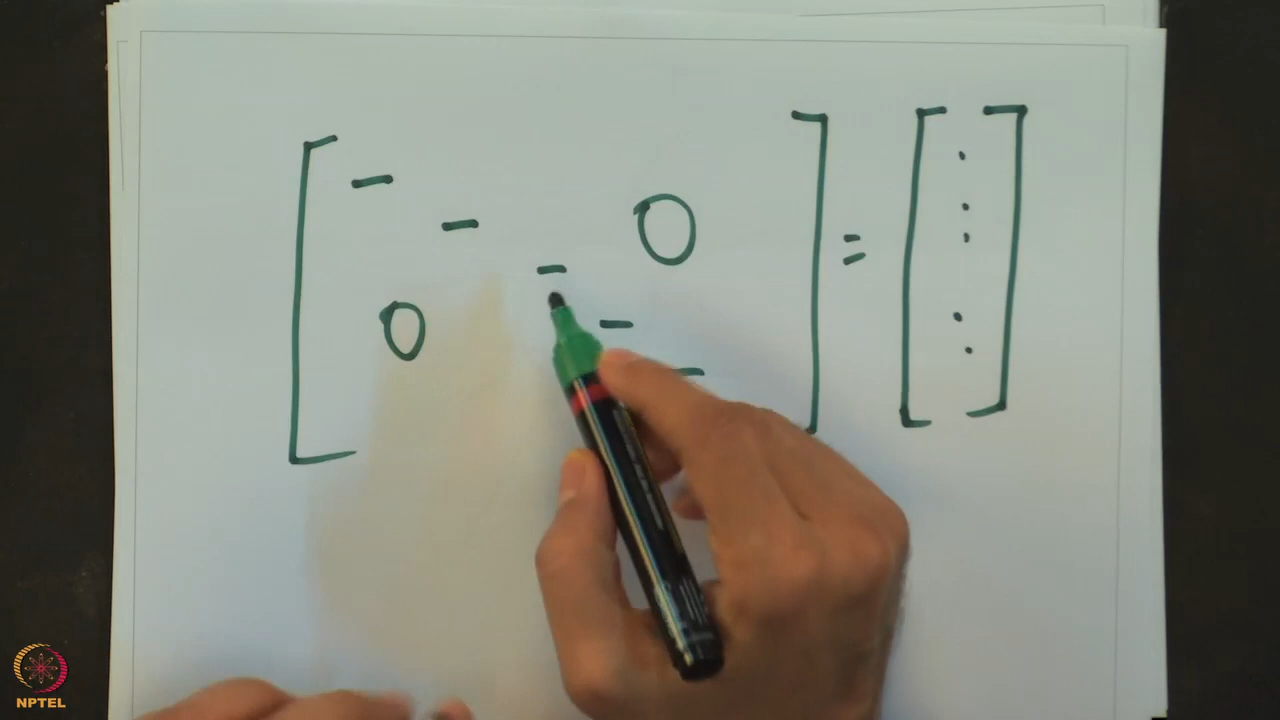 [ - ] = [ . ]
- 0 .
- .
0 - .
- .
NPTEL